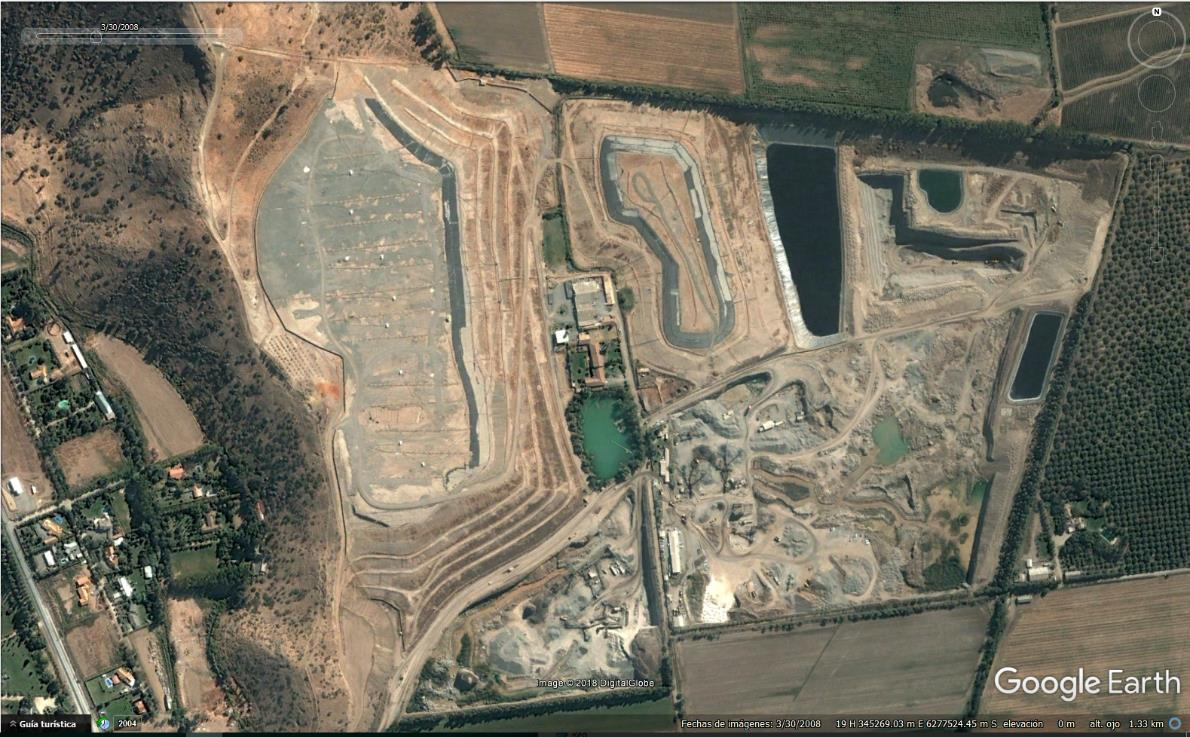 3/30/2008
N
Image © 2018 DigitalGlobe
Google Earth
Guía turística
2004
Fechas de imágenes: 3/30/2008 19 H 345269.03 m E 6277524.45 m S elevación 0 m alt. ojo 1.33 km